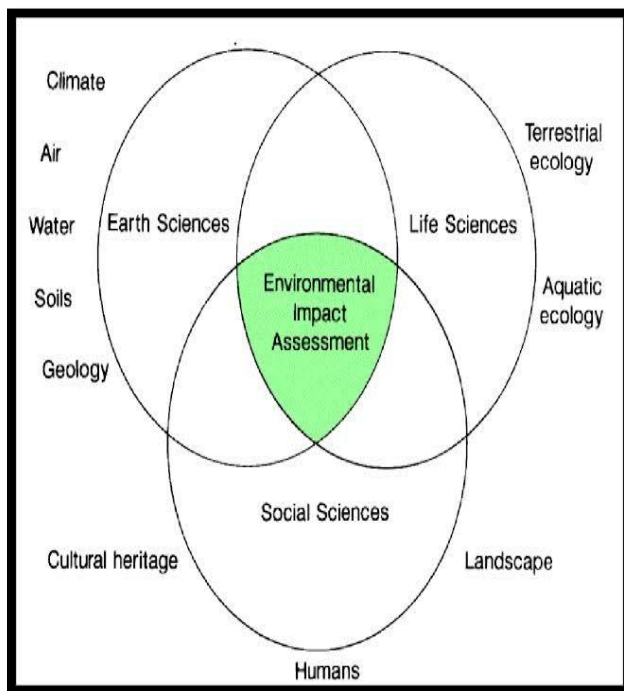 Climate
Air
Water
Soils
Geology
Earth Sciences
Life Sciences
Terrestrial
ecology
Aquatic
ecology
Environmental
Impact
Assessment
Social Sciences
Cultural heritage
Landscape
Humans